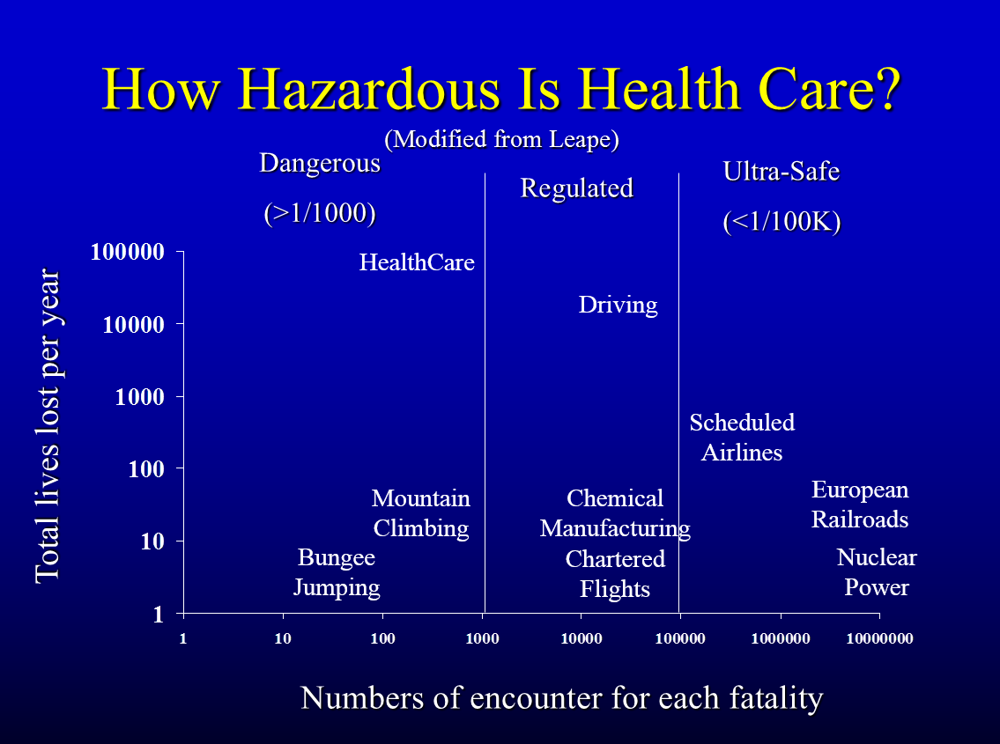 How Hazardous Is Health Care?
(Modified from Leape)
Dangerous
(>1/1000)
Regulated
Ultra-Safe
(<1/100K)
Total lives lost per year
100000
10000
1000
100
10
1
HealthCare
Driving
Scheduled
Airlines
Mountain
Climbing
Chemical
Manufacturing
European
Railroads
Bungee
Jumping
Chartered
Flights
Nuclear
Power
1 10 100 1000 10000 100000 1000000 10000000
Numbers of encounter for each fatality